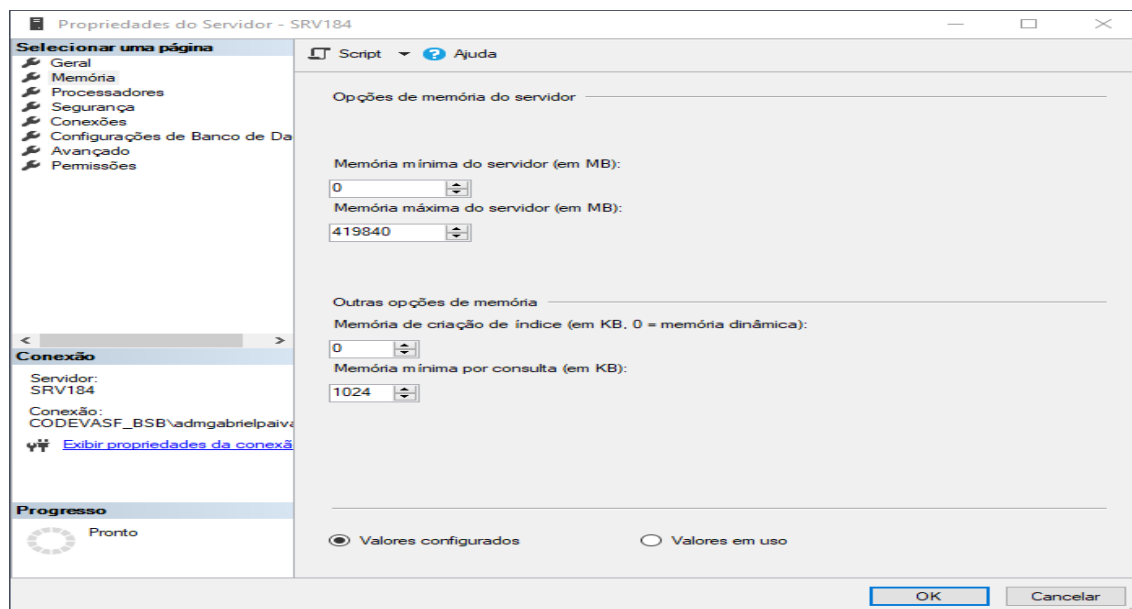 Propriedades do Servidor - SRV184
Selecionar uma página
Geral
Memória
Processadores
Segurança
Conexões
Configurações de Banco de Da
Avançado
Permissões
Script
Ajuda
Opções de memória do servidor
Memória mínima do servidor (em MB):
0
Memória máxima do servidor (em MB):
419840
Outras opções de memória
Memória de criação de índice (em KB, 0 = memória dinâmica):
0
Memória mínima por consulta (em KB):
1024
Conexão
Servidor:
SRV184
Conexão:
CODEVASF_BSB\admgabrielpaiva
Exibir propriedades da conexã
Progresso
Pronto
Valores configurados
Valores em uso
OK
Cancelar